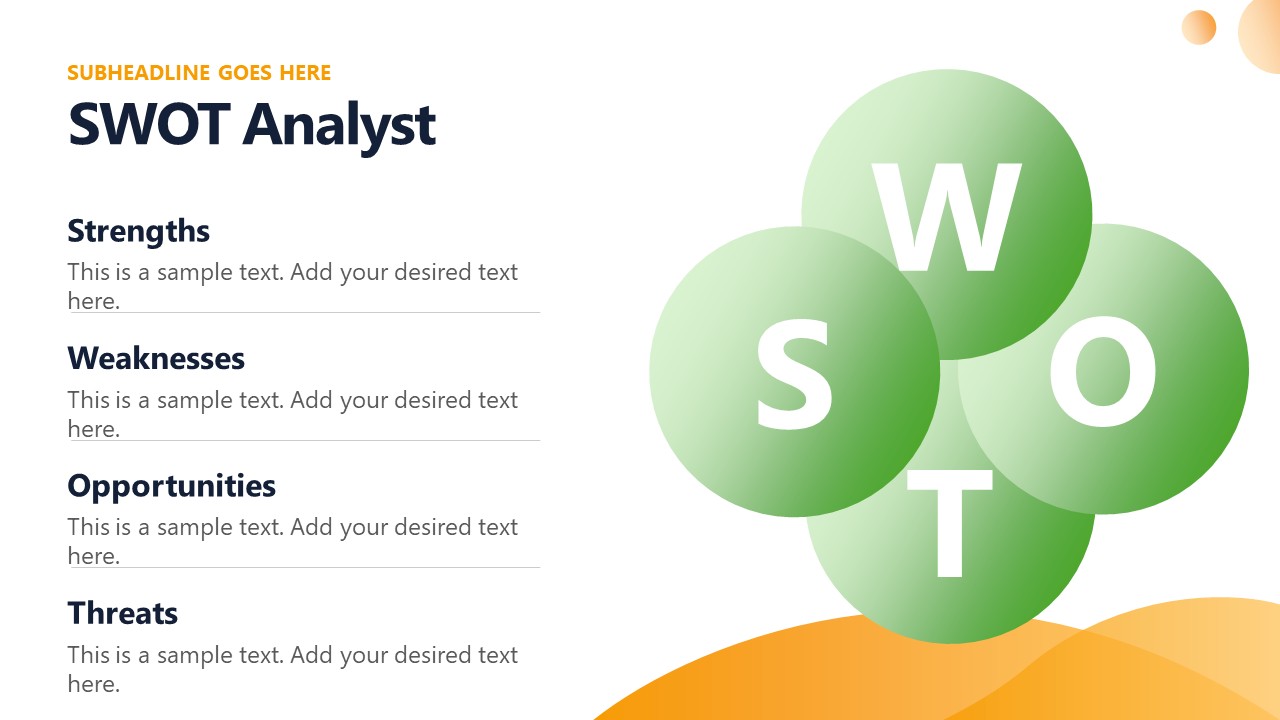 SUBHEADLINE GOES HERE
SWOT Analyst
Strengths
This is a sample text. Add your desired text
here.
Weaknesses
This is a sample text. Add your desired text
here.
Opportunities
This is a sample text. Add your desired text
here.
Threats
This is a sample text. Add your desired text
here.
S
W
O
T